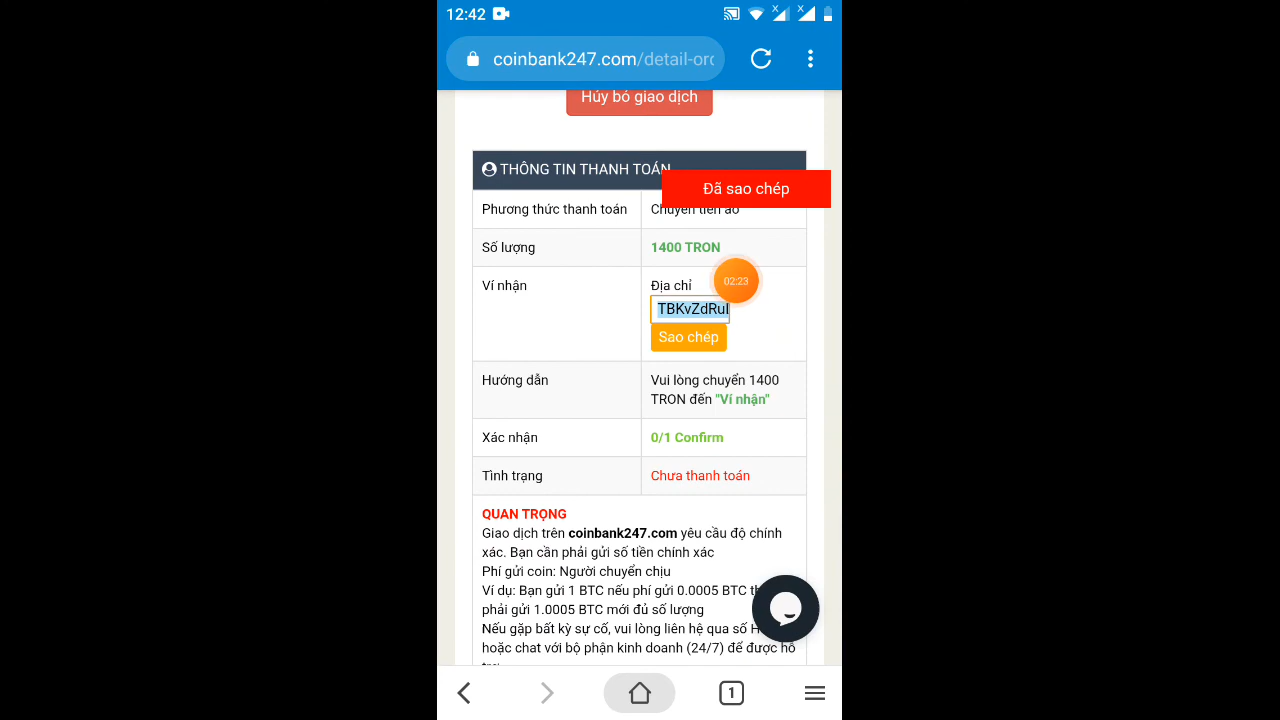 12:42
coinbank247.com/detail-orc
Hủy bỏ giao dịch
THÔNG TIN THANH TOÁN
Đã sao chép
Phương thức thanh toán
Chuyển tiền ảo
Số lượng
1400 TRON
Ví nhận
Địa chỉ
02:23
TBKvZdRul
Sao chép
Hướng dẫn
Vui lòng chuyển 1400
TRON đến "Ví nhận"
Xác nhận
0/1 Confirm
Tình trạng
Chưa thanh toán
QUAN TRỌNG
Giao dịch trên coinbank247.com yêu cầu độ chính
xác. Bạn cần phải gửi số tiền chính xác
Phí gửi coin: Người chuyển chịu
Ví dụ: Bạn gửi 1 BTC nếu phí gửi 0.0005 BTC
phải gửi 1.0005 BTC mới đủ số lượng
Nếu gặp bất kỳ sự cố, vui lòng liên hệ qua số
hoặc chat với bộ phận kinh doanh (24/7) để được hỗ
1